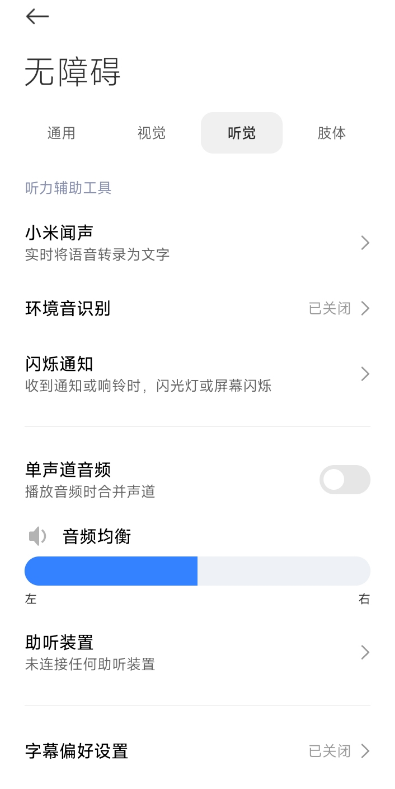 无障碍
通用 视觉 听觉 肢体
听力辅助工具
小米闻声
实时将语音转录为文字
环境音识别 已关闭
闪烁通知
收到通知或响铃时，闪光灯或屏幕闪烁
单声道音频
播放音频时合并声道
音频均衡
左 右
助听装置
未连接任何助听装置
字幕偏好设置 已关闭